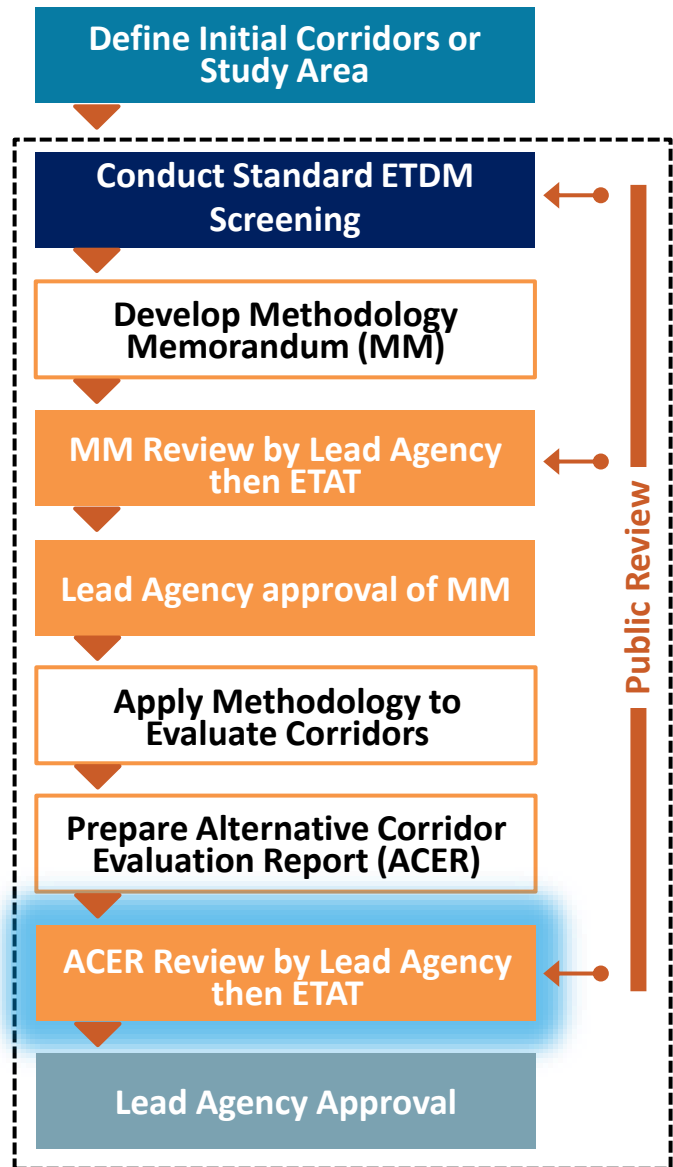 Define Initial Corridors or
Study Area
Conduct Standard ETDM
Screening
Develop Methodology
Memorandum (MM)
MM Review by Lead Agency
then ETAT
Lead Agency approval of MM
Apply Methodology to
Evaluate Corridors
Prepare Alternative Corridor
Evaluation Report (ACER)
ACER Review by Lead Agency
then ETAT
Lead Agency Approval
Public Review